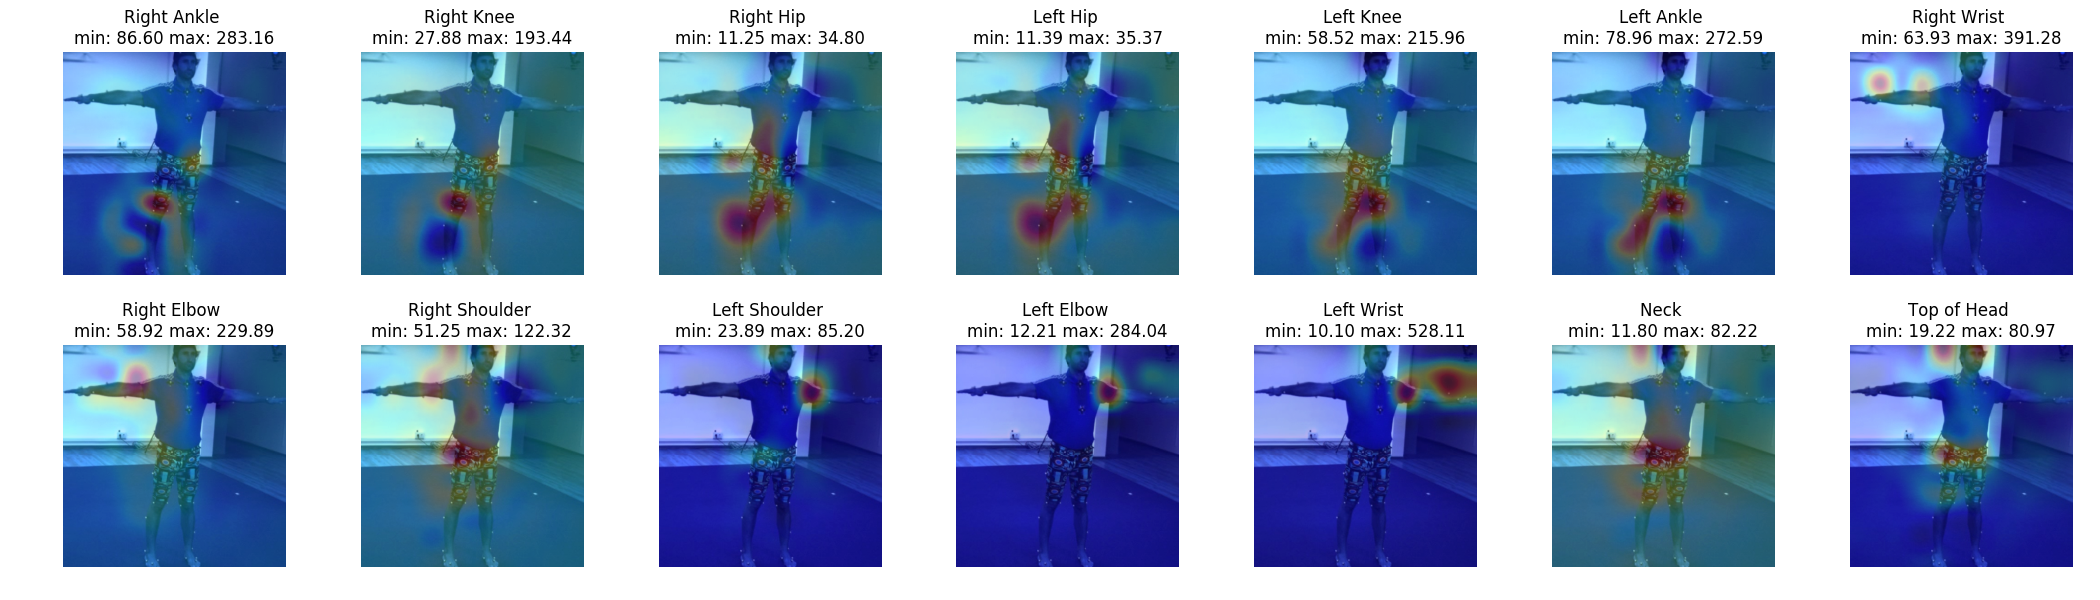 Right Ankle
min: 86.60 max: 283.16
Right Knee
min: 27.88 max: 193.44
Right Hip
min: 11.25 max: 34.80
Left Hip
min: 11.39 max: 35.37
Left Knee
min: 58.52 max: 215.96
Left Ankle
min: 78.96 max: 272.59
Right Wrist
min: 63.93 max: 391.28
Right Elbow
min: 58.92 max: 229.89
Right Shoulder
min: 51.25 max: 122.32
Left Shoulder
min: 23.89 max: 85.20
Left Elbow
min: 12.21 max: 284.04
Left Wrist
min: 10.10 max: 528.11
Neck
min: 11.80 max: 82.22
Top of Head
min: 19.22 max: 80.97